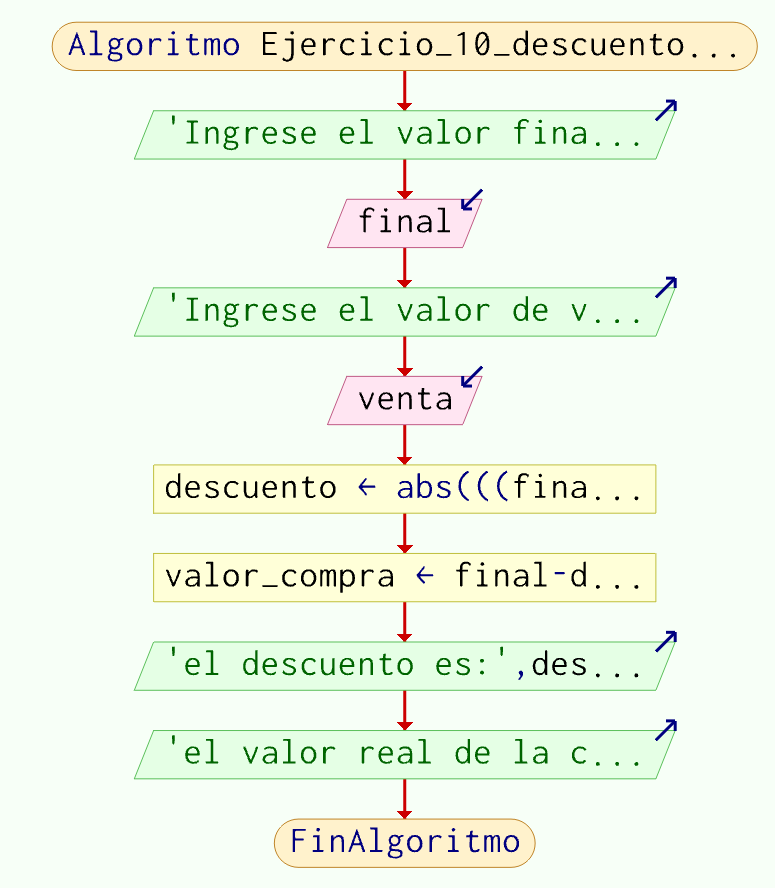 Algoritmo Ejercicio_10_descuento...
'Ingrese el valor fina...
final
'Ingrese el valor de v...
venta
descuento ← abs(((fina...
valor_compra ← final-d...
'el descuento es:',des...
'el valor real de la c...
FinAlgoritmo